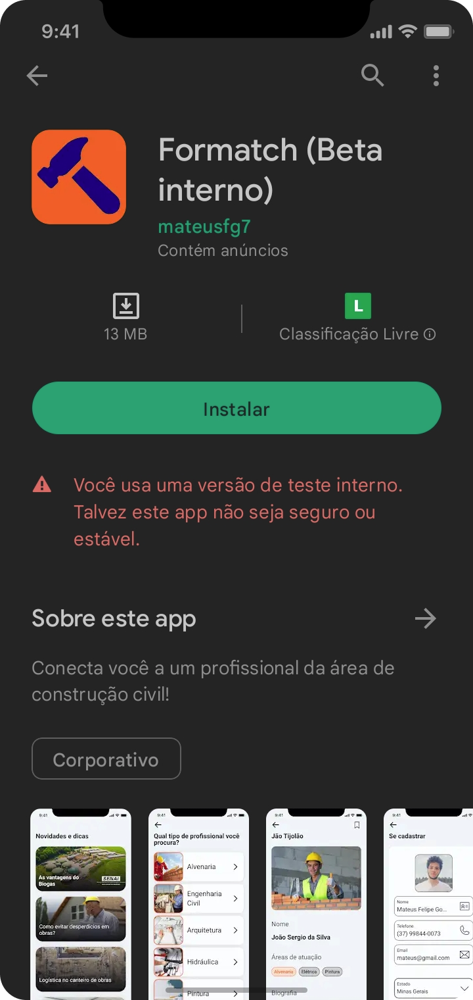 9:41
Formatch (Beta
interno)
mateusfg7
Contém anúncios
L
13 MB
Classificação Livre
Instalar
Você usa uma versão de teste interno.
Talvez este app não seja seguro ou
estável.
Sobre este app
Conecta você a um profissional da área de
construção civil!
Corporativo
9:41
Novidades e dicas
As vantagens do
Biogas
SENAI
Como evitar desperdicios em
obras?
Logística no canteiro de obras
9:41
Qual tipo de profissional você
procura?
Alvenaria
Engenharia
Civil
Arquitetura
Hidráulica
Pintura
9:41
Jão Tijolão
Nome
João Sergio da Silva
Áreas de atuação
Alvenaria
Elétrica
Pintura
Biografia
9:41
Se cadastrar
Nome
Mateus Felipe Go...
Telefone
(37) 99844-0073
Email
mateus@gmail.com
Estado
Minas Gerais